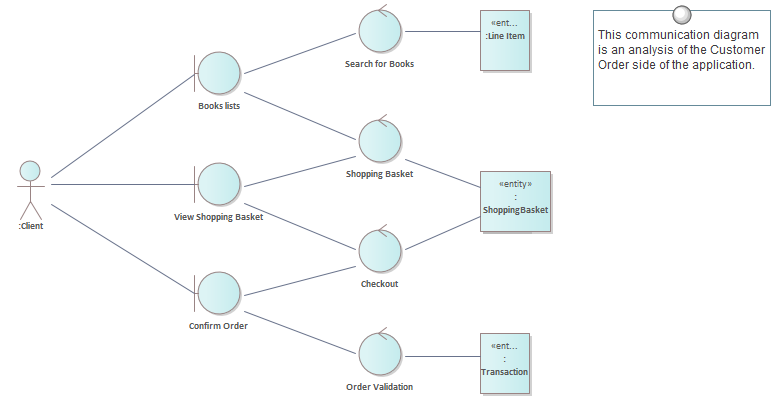 «ent...
:Line Item
This communication diagram
is an analysis of the Customer
Order side of the application.
Search for Books
Books lists
Shopping Basket
«entity»
:
ShoppingBasket
:Client
View Shopping Basket
Checkout
Confirm Order
«ent...
:
Transaction
Order Validation